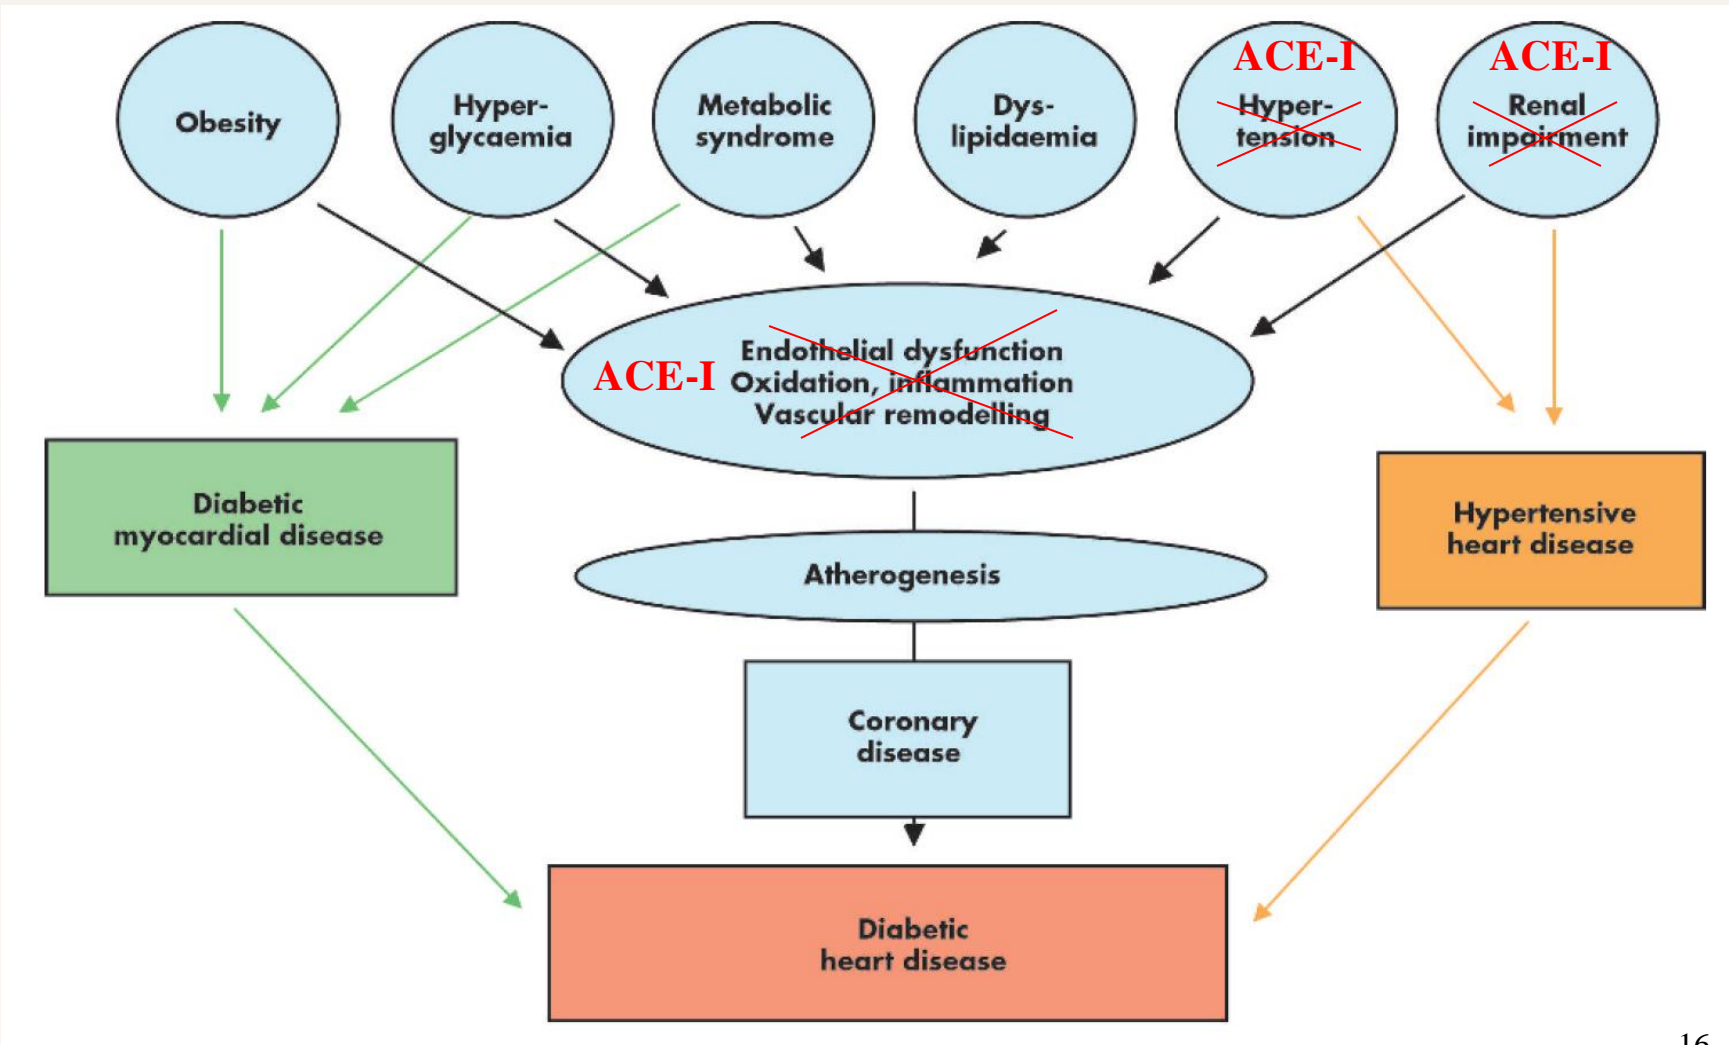 Obesity
Hyper-
glycaemia
Metabolic
syndrome
Dys-
lipidaemia
ACE-I
Hyper-
tension
ACE-I
Renal
impairment
ACE-I
Endothelial dysfunction
Oxidation, inflammation
Vascular remodelling
Diabetic
myocardial disease
Atherogenesis
Hypertensive
heart disease
Coronary
disease
Diabetic
heart disease
16